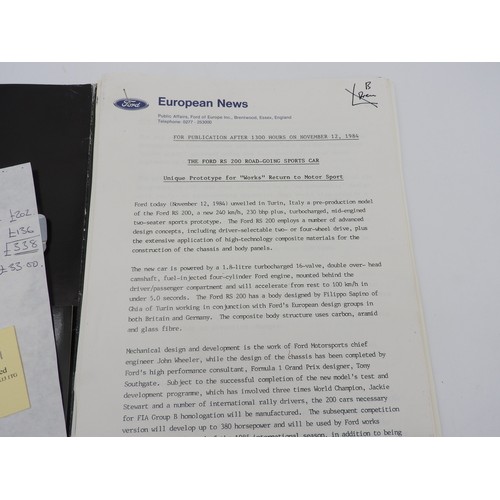 Ford
European News
Public Affairs, Ford of Europe Inc., Brentwood, Essex, England
Telephone: 0277
FOR PUBLICATION AFTER 1300 HOURS ON NOVEMBER 12, 1984
THE FORD RS 200 ROAD-GOING SPORTS CAR
Unique Prototype for "Works" Return to Motor Sport
Ford today (November 12, 1984) unveiled in Turin, Italy a pre-production model
of the Ford RS 200, a new 260 km/h, 230 bhp plus, turbocharged, mid-engined
two-seater sports prototype. The Ford RS 200 employs a number of advanced
design concepts, including driver-selectable two- or four-wheel drive, plus
the extensive application of high-technology composite materials for the
construction of the chassis and body panels.
The new car is powered by a 1.8-litre turbocharged 16-valve, double over-head
camshaft, fuel-injected four-cylinder Ford engine, mounted behind the
driver/passenger compartment and will accelerate from rest to 100 km/h in
under 5.0 seconds. The Ford RS 200 has a body designed by Filippo Sapino of
Ghia of Turin working in conjunction with Ford's European design groups in
both Britain and Germany. The composite body structure uses carbon, aramid
and glass fibre.
Mechanical design and development is the work of Ford Motorsports chief
engineer John Wheeler, while the design of the chassis has been completed by
Ford's high performance consultant, Formula 1 Grand Prix designer, Tony
Southgate. Subject to the successful completion of the new model's test and
development programme, which has involved three times World Champion, Jackie
Stewart and a number of international rally drivers, the 200 cars necessary
for FIA Group B homologation will be manufactured. The subsequent competition
version will develop up to 380 horsepower and will be used by Ford works
international season, in addition to being
B
£202
£136
£338